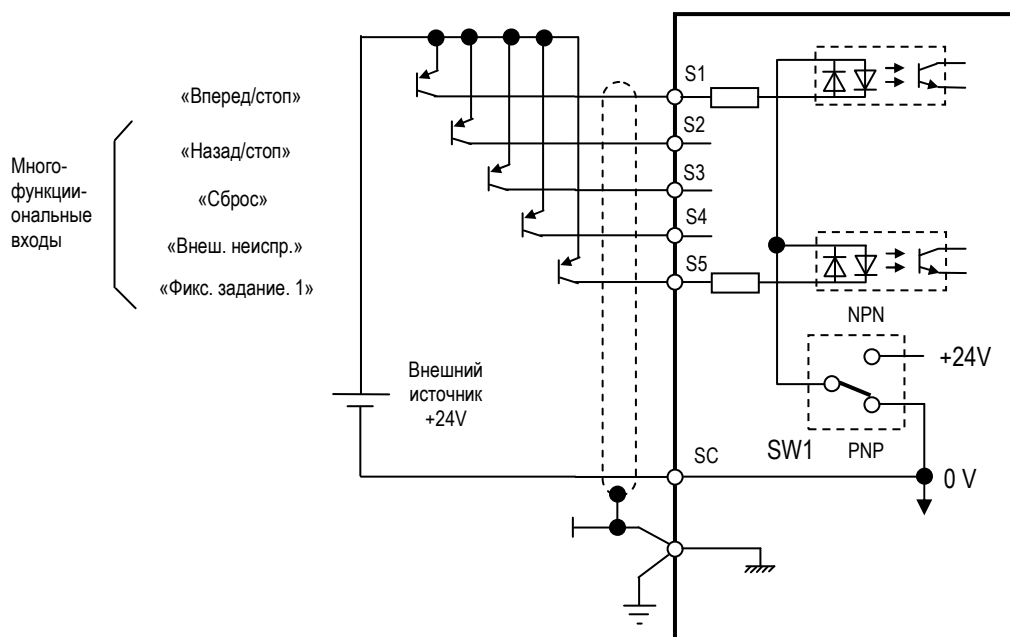 Много-
функци-
ональные
входы
«Вперед/стоп»
«Назад/стоп»
«Сброс»
«Внеш. неиспр.»
«Фикс. задание. 1»
Внешний
источник
+24V
S1
S2
S3
S4
S5
SC
NPN
+24V
SW1
PNP
0 V